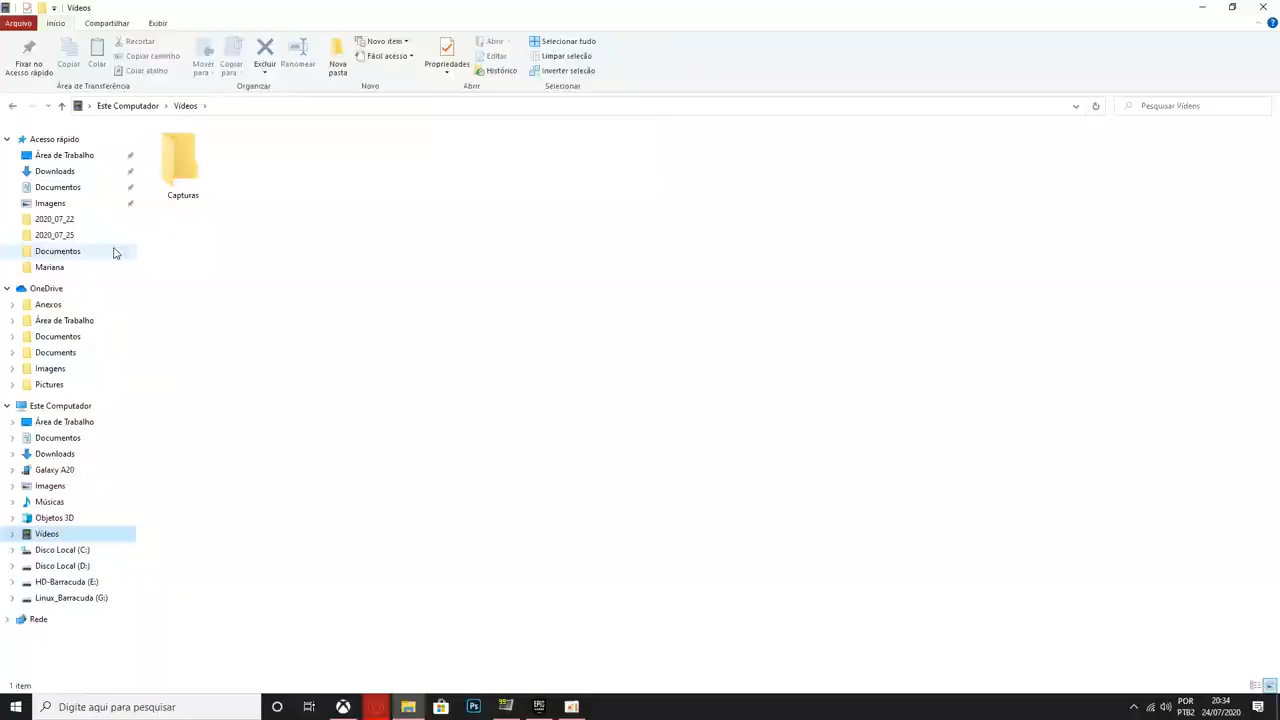 Vídeos
Arquivo Início Compartilhar Exibir
Fixar no
Acesso rápido
Copiar
Colar
Recortar
Copiar caminho
Colar atalho
Área de Transferência
Mover
para
Copiar
para
Excluir
Renomear
Organizar
Nova
pasta
Novo item
Fácil acesso
Novo
Propriedades
Abrir
Editar
Histórico
Abrir
Selecionar tudo
Limpar seleção
Inverter seleção
Selecionar
Este Computador
Vídeos
Pesquisar Vídeos
Acesso rápido
Área de Trabalho
Downloads
Documentos
Imagens
2020_07_22
2020_07_25
Documentos
Mariana
OneDrive
Anexos
Área de Trabalho
Documentos
Documents
Imagens
Pictures
Este Computador
Área de Trabalho
Documentos
Downloads
Galaxy A20
Imagens
Músicas
Objetos 3D
Vídeos
Disco Local (C:)
Disco Local (D:)
HD-Barracuda (E:)
Linux_Barracuda (G:)
Rede
Capturas
1 item
Digite aqui para pesquisar
Ps
EPIC
POR
PTB2
20:34
24/07/2020